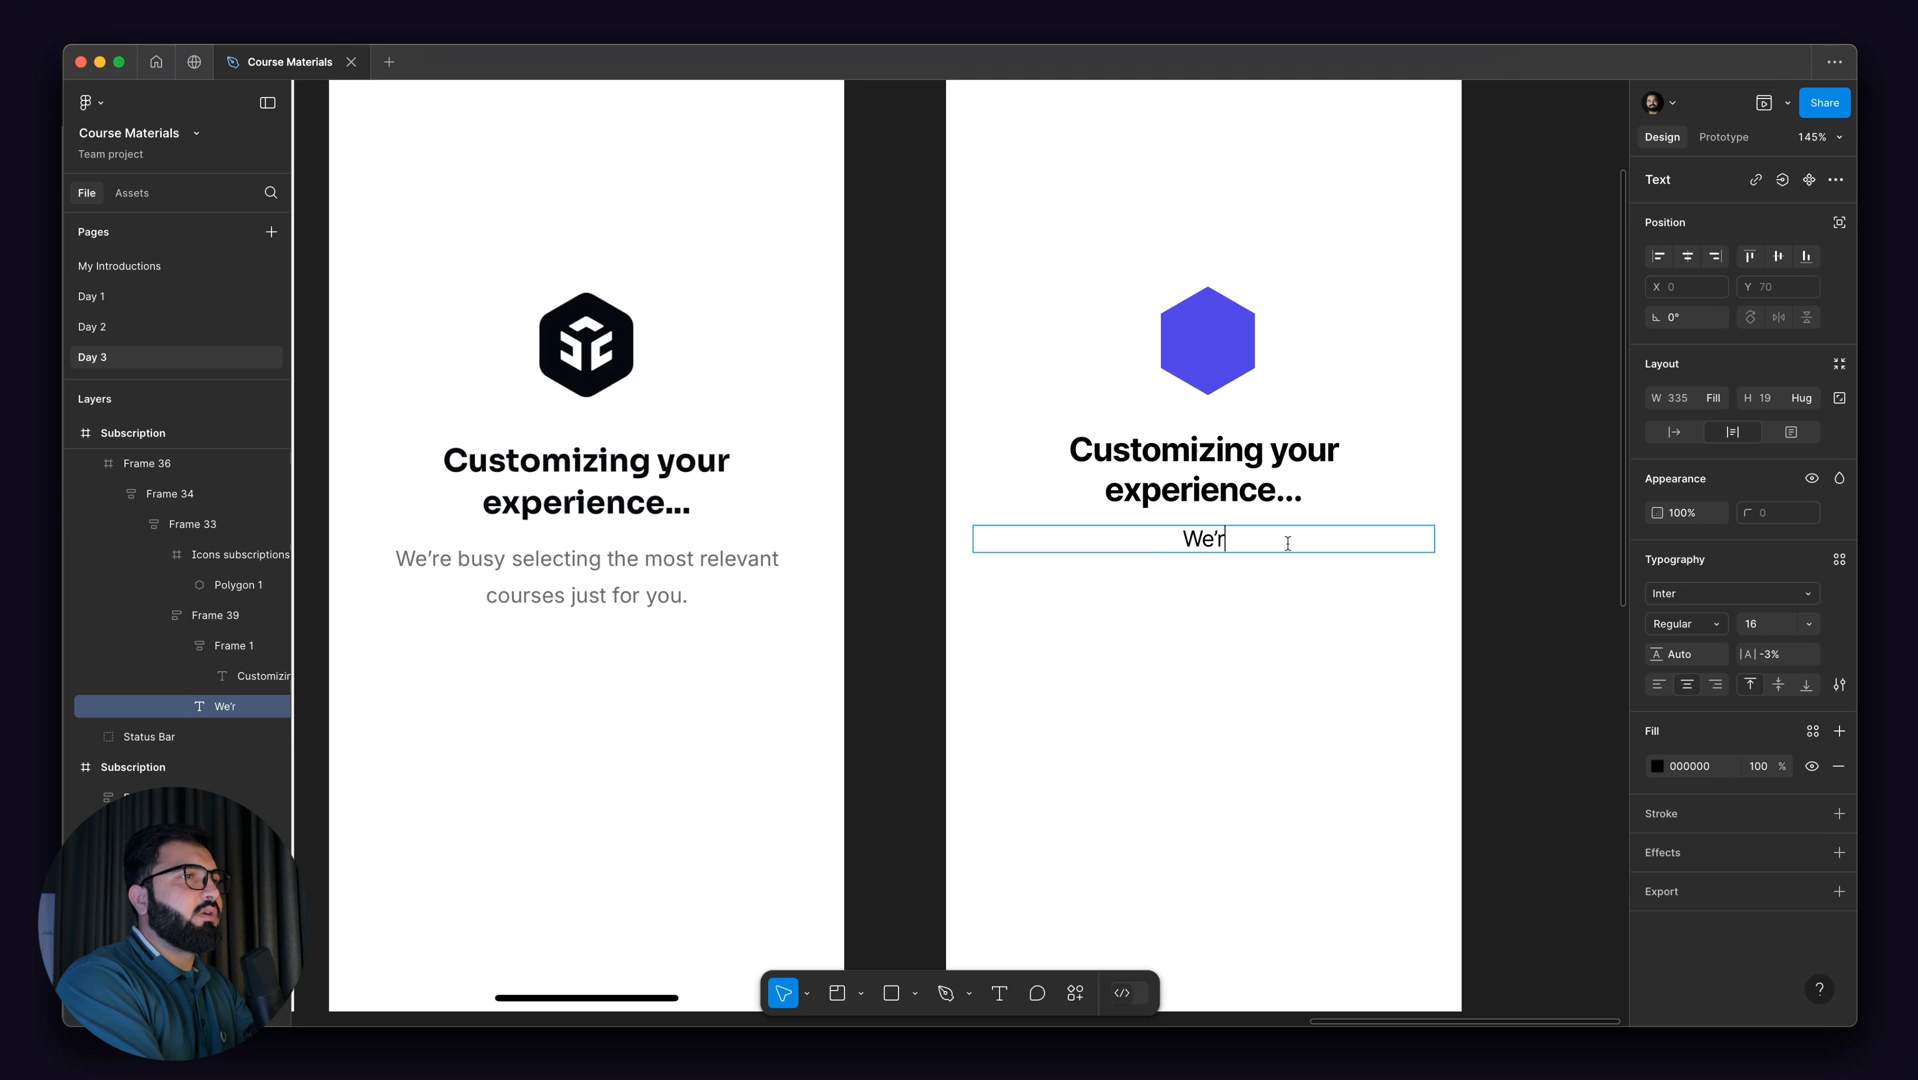 Course Materials
Course Materials
Team project
File
Assets
Pages
My Introductions
Day 1
Day 2
Day 3
Layers
Subscription
Frame 36
Frame 34
Frame 33
Icons subscriptions
Polygon 1
Frame 39
Frame 1
Customizin
We'r
Status Bar
Subscription
Customizing your
experience...
We're busy selecting the most relevant
courses just for you.
Customizing your
experience...
We'r
Share
Design
Prototype
145%
Text
Position
X 0
Y 70
0°
Layout
W 335 Fill
H 19 Hug
Appearance
100%
0
Typography
Inter
Regular
16
Auto
-3%
Fill
000000
100 %
Stroke
Effects
Export
?